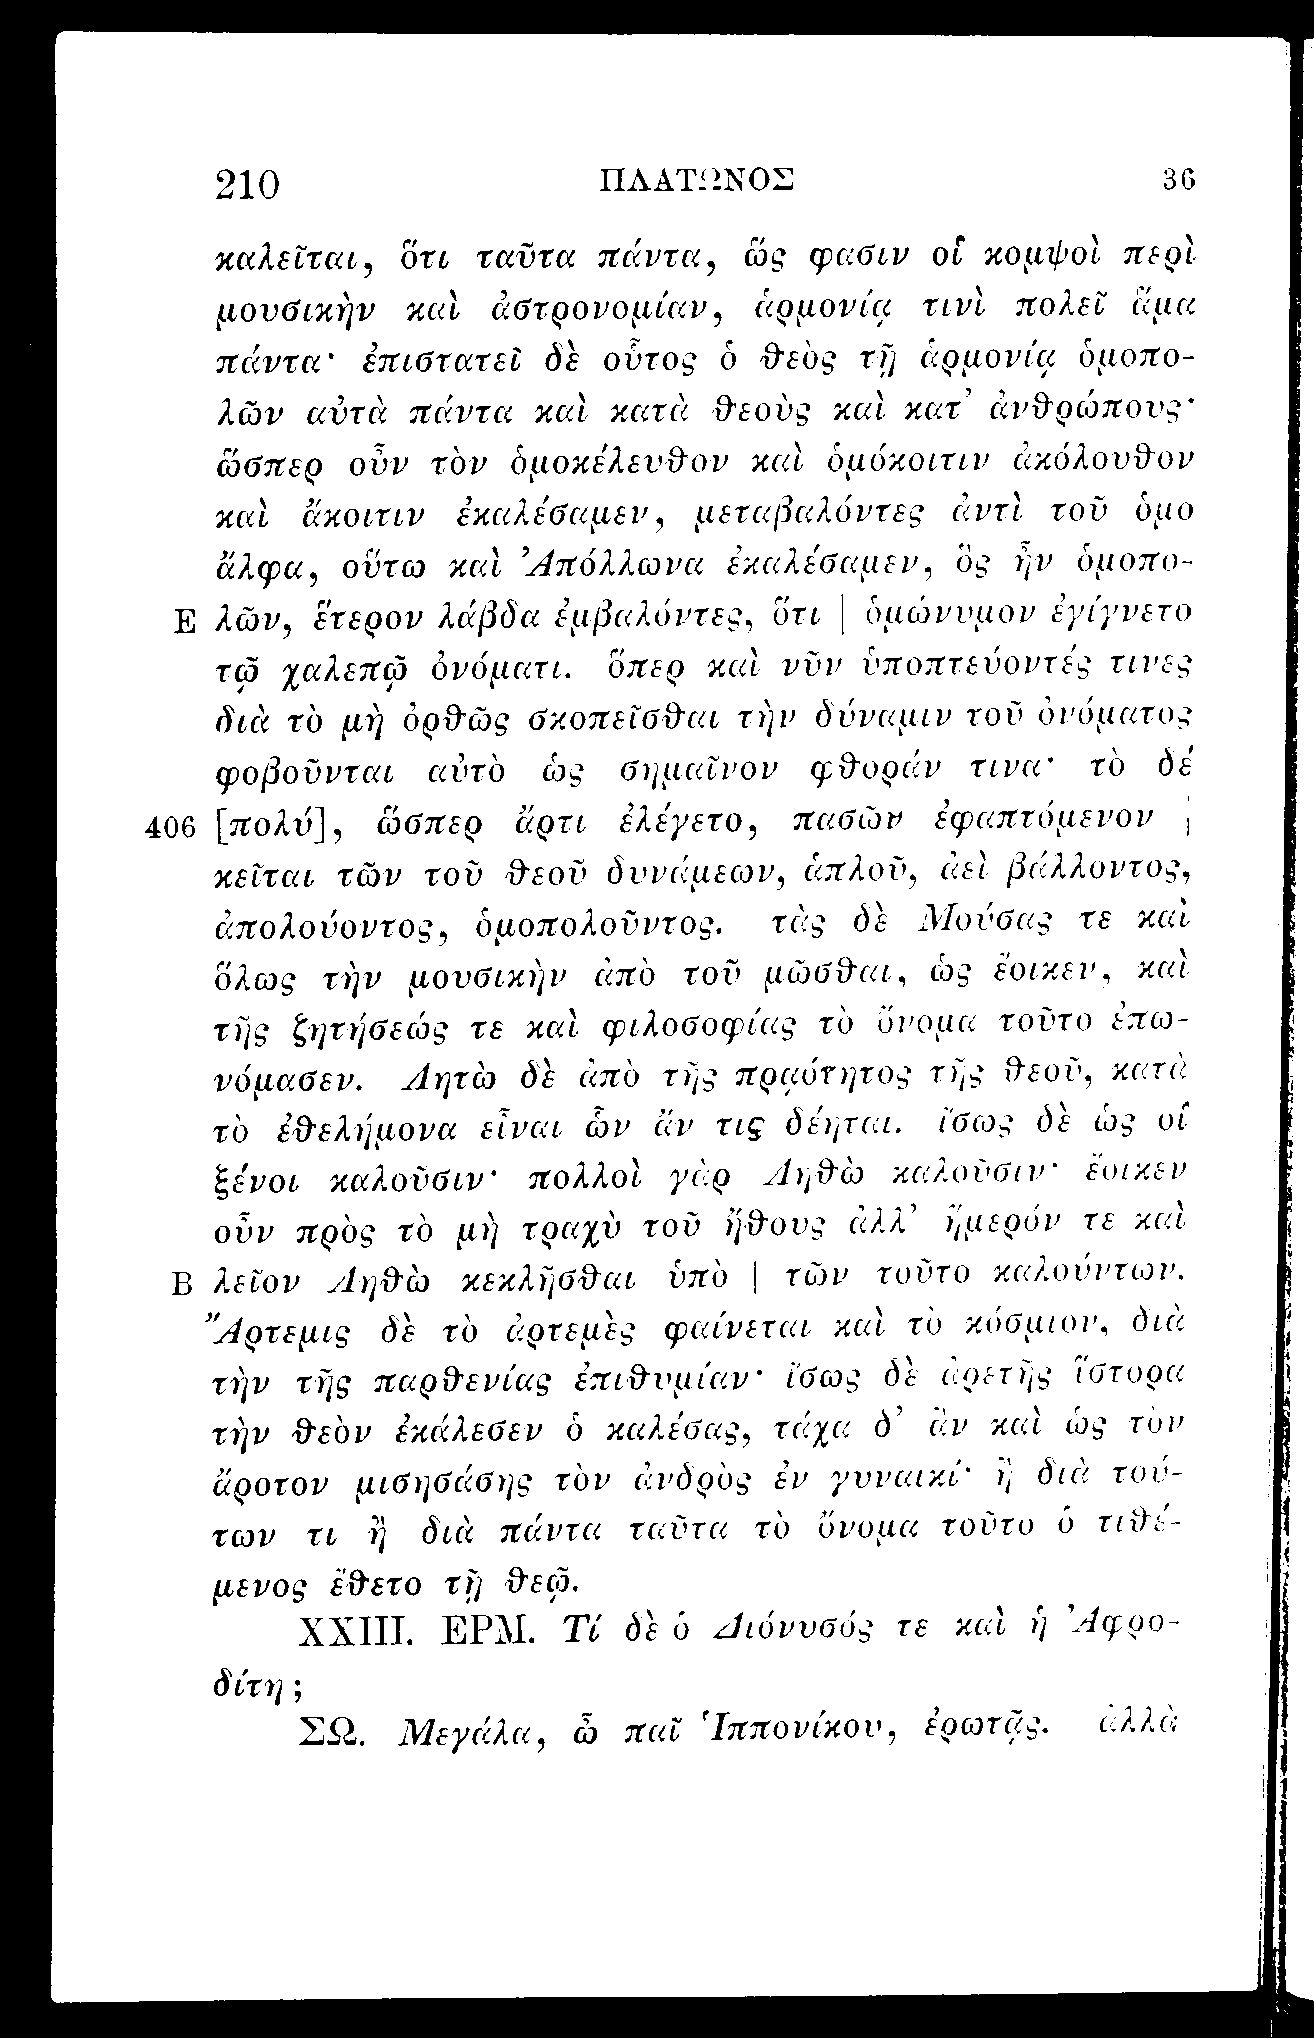 210 ΠΛΑΤΩΝΟΣ 36
καλεῖται, ὅτι ταῦτα πάντα, ὥς φασιν οἱ κομψοὶ περὶ
μουσικὴν καὶ ἀστρονομίαν, ἁρμονίᾳ τινὶ πολεῖ ἅμα
πάντα· ἐπιστατεῖ δὲ οὗτος ὁ θεὸς τῇ ἁρμονίᾳ ὁμοπο-
λῶν αὐτὰ πάντα καὶ κατὰ θεοὺς καὶ κατ’ ἀνθρώπους·
ὥσπερ οὖν τὸν ὁμοκέλευθον καὶ ὁμόκοιτιν ἀκόλουθον
καὶ ἄκοιτιν ἐκαλέσαμεν, μεταβαλόντες ἀντὶ τοῦ ὁμο
ἄλφα, οὕτω καὶ Ἀπόλλωνα ἐκαλέσαμεν, ὃς ἦν ὁμοπο-
E λῶν, ἕτερον λάβδα ἐμβαλόντες, ὅτι | ὁμώνυμον ἐγίγνετο
τῷ χαλεπῷ ὀνόματι. ὅπερ καὶ νῦν ὑποπτεύοντές τινες
διὰ τὸ μὴ ὀρθῶς σκοπεῖσθαι τὴν δύναμιν τοῦ ὀνόματος
φοβοῦνται αὐτὸ ὡς σημαῖνον φθοράν τινα· τὸ δέ
406 [πολύ], ὥσπερ ἄρτι ἐλέγετο, πασῶν ἐφαπτόμενον |
κεῖται τῶν τοῦ θεοῦ δυνάμεων, ἁπλοῦ, ἀεὶ βάλλοντος,
ἀπολούοντος, ὁμοπολοῦντος. τὰς δὲ Μούσας τε καὶ
ὅλως τὴν μουσικὴν ἀπὸ τοῦ μῶσθαι, ὡς ἔοικεν, καὶ
τῆς ζητήσεώς τε καὶ φιλοσοφίας τὸ ὄνομα τοῦτο ἐπω-
νόμασεν. Λητὼ δὲ ἀπὸ τῆς πρᾳότητος τῆς θεοῦ, κατὰ
τὸ ἐθελήμονα εἶναι ὧν ἄν τις δέηται. ἴσως δὲ ὡς οἱ
ξένοι καλοῦσιν· πολλοὶ γὰρ Ληθὼ καλοῦσιν· ἔοικεν
οὖν πρὸς τὸ μὴ τραχὺ τοῦ ἤθους ἀλλ’ ἥμερόν τε καὶ
B λεῖον Ληθὼ κεκλῆσθαι ὑπὸ | τῶν τοῦτο καλούντων.
Ἄρτεμις δὲ τὸ ἀρτεμὲς φαίνεται καὶ τὸ κόσμιον, διὰ
τὴν τῆς παρθενίας ἐπιθυμίαν· ἴσως δὲ ἀρετῆς ἵστορα
τὴν θεὸν ἐκάλεσεν ὁ καλέσας, τάχα δ’ ἂν καὶ ὡς τὸν
ἄροτον μισησάσης τὸν ἀνδρὸς ἐν γυναικί· ἢ διὰ τού-
των τι ἢ διὰ πάντα ταῦτα τὸ ὄνομα τοῦτο ὁ τιθέ-
μενος ἔθετο τῇ θεῷ.
XXIII. ΕΡΜ. Τί δὲ ὁ Διόνυσός τε καὶ ἡ Ἀφρο-
δίτη;
ΣΩ. Μεγάλα, ὦ παῖ Ἱππονίκου, ἐρωτᾷς. ἀλλὰ